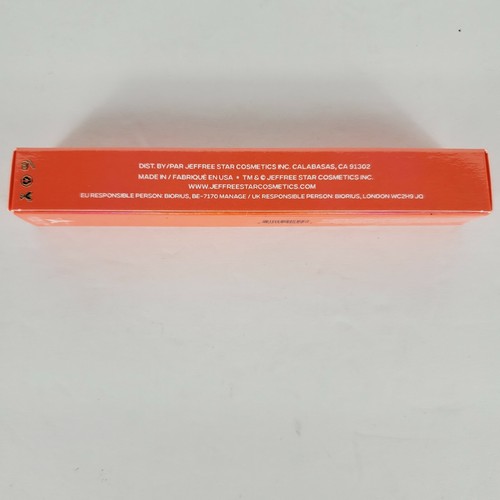 DIST. BY/PAR JEFFREE STAR COSMETICS INC. CALABASAS, CA 91302
MADE IN / FABRIQUÉ EN USA • TM & © JEFFREE STAR COSMETICS INC.
WWW.JEFFREESTARCOSMETICS.COM
EU RESPONSIBLE PERSON: BIORIUS, BE-7170 MANAGE / UK RESPONSIBLE PERSON: BIORIUS, LONDON WC2H9 JQ